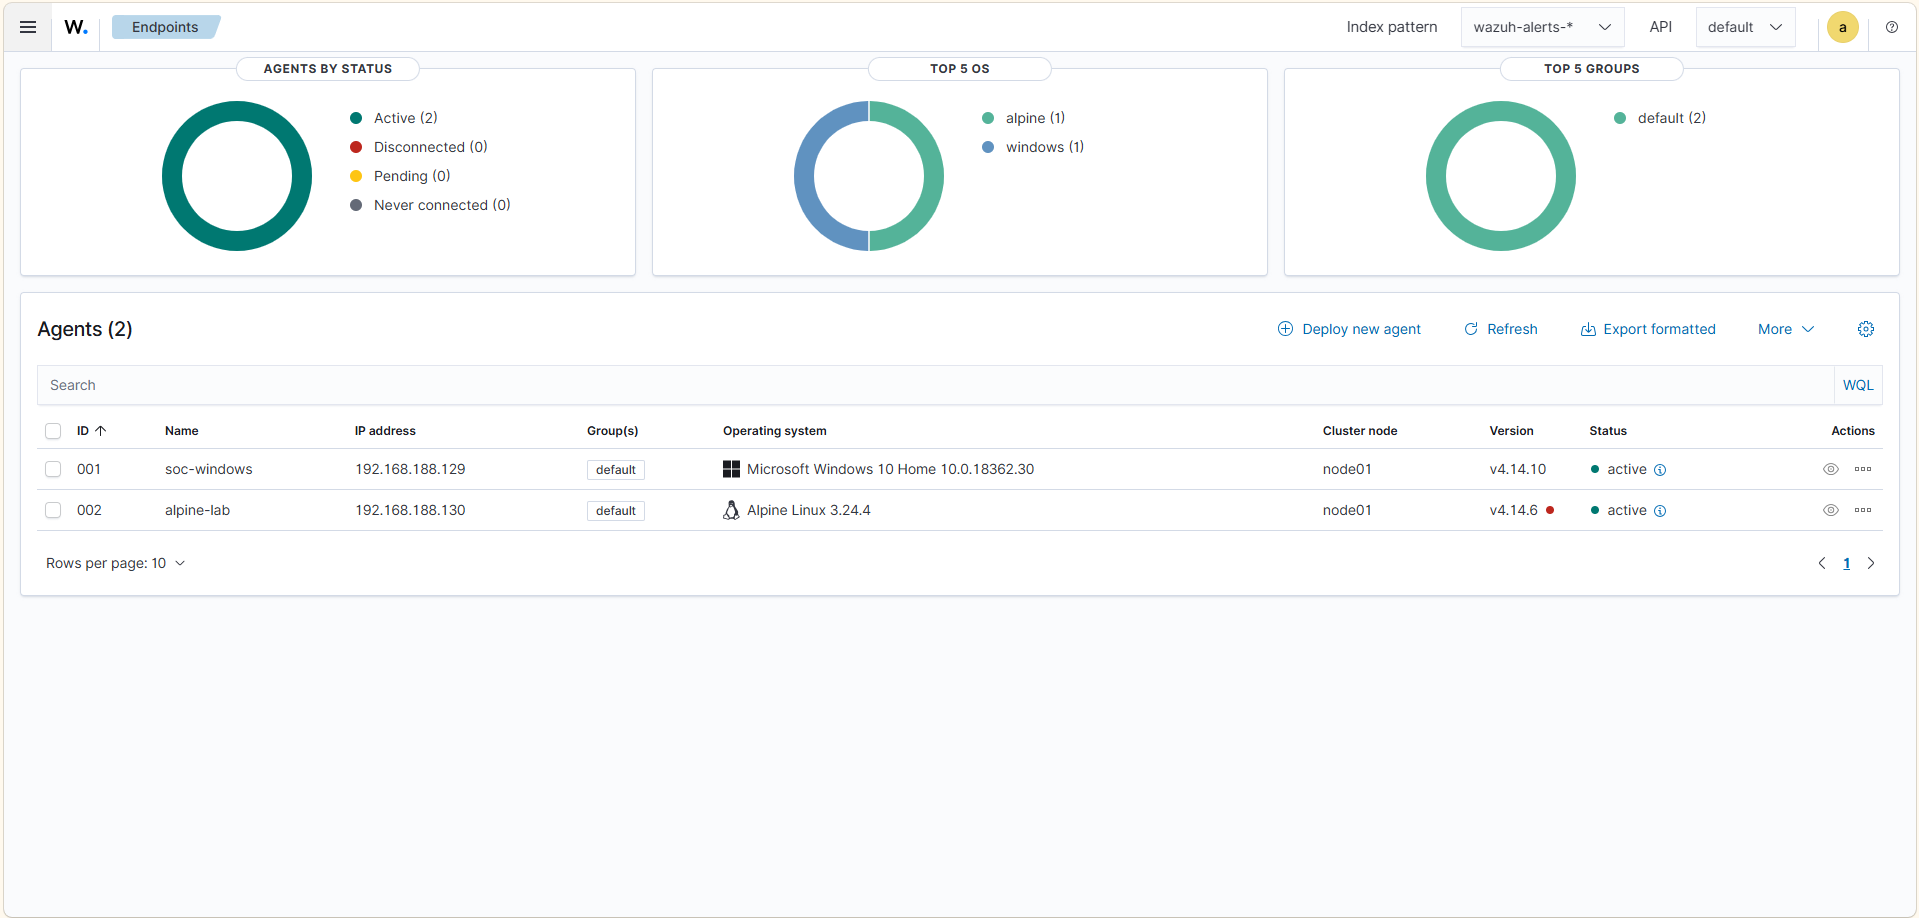 W. Endpoints Index pattern wazuh-alerts-* API default a
AGENTS BY STATUS
Active (2)
Disconnected (0)
Pending (0)
Never connected (0)
TOP 5 OS
alpine (1)
windows (1)
TOP 5 GROUPS
default (2)
Agents (2) Deploy new agent Refresh Export formatted More
Search WQL
ID Name IP address Group(s) Operating system Cluster node Version Status Actions
001 soc-windows 192.168.188.129 default Microsoft Windows 10 Home 10.0.18362.30 node01 v4.14.10 active
002 alpine-lab 192.168.188.130 default Alpine Linux 3.24.4 node01 v4.14.6 active
Rows per page: 10 1